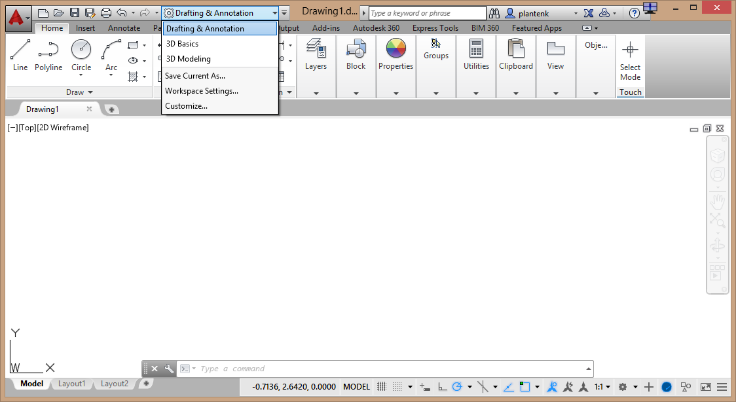 Drafting & Annotation
Drawing1.d...
Type a keyword or phrase
plantenk
Home Insert Annotate Pa
utput Add-ins Autodesk 360 Express Tools BIM 360 Featured Apps
Drafting & Annotation
3D Basics
3D Modeling
Save Current As...
Workspace Settings...
Customize...
Line Polyline Circle Arc
Layers Block Properties Groups Utilities Clipboard View Obje... Select
Mode
Draw
Touch
Drawing1
[−][Top][2D Wireframe]
Y
W X
Type a command
Model Layout1 Layout2
-0.7136, 2.6420, 0.0000 MODEL 1:1